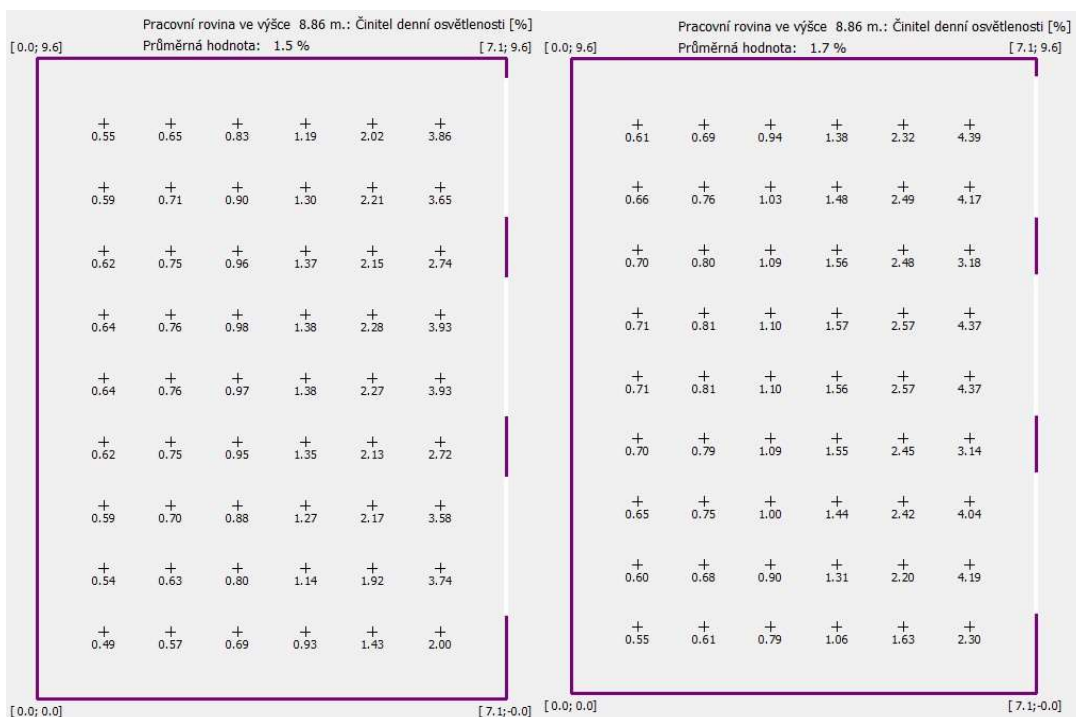 Pracovní rovina ve výšce 8.86 m.: Činitel denní osvětlenosti [%]
[ 0.0; 9.6] Průměrná hodnota: 1.5 % [ 7.1; 9.6]
0.55 0.65 0.83 1.19 2.02 3.86
0.59 0.71 0.90 1.30 2.21 3.65
0.62 0.75 0.96 1.37 2.15 2.74
0.64 0.76 0.98 1.38 2.28 3.93
0.64 0.76 0.97 1.38 2.27 3.93
0.62 0.75 0.95 1.35 2.13 2.72
0.59 0.70 0.88 1.27 2.17 3.58
0.54 0.63 0.80 1.14 1.92 3.74
0.49 0.57 0.69 0.93 1.43 2.00
[ 0.0; 0.0] [ 7.1;-0.0]
Pracovní rovina ve výšce 8.86 m.: Činitel denní osvětlenosti [%]
[ 0.0; 9.6] Průměrná hodnota: 1.7 % [ 7.1; 9.6]
0.61 0.69 0.94 1.38 2.32 4.39
0.66 0.76 1.03 1.48 2.49 4.17
0.70 0.80 1.09 1.56 2.48 3.18
0.71 0.81 1.10 1.57 2.57 4.37
0.71 0.81 1.10 1.56 2.57 4.37
0.70 0.79 1.09 1.55 2.45 3.14
0.65 0.75 1.00 1.44 2.42 4.04
0.60 0.68 0.90 1.31 2.20 4.19
0.55 0.61 0.79 1.06 1.63 2.30
[ 0.0; 0.0] [ 7.1;-0.0]